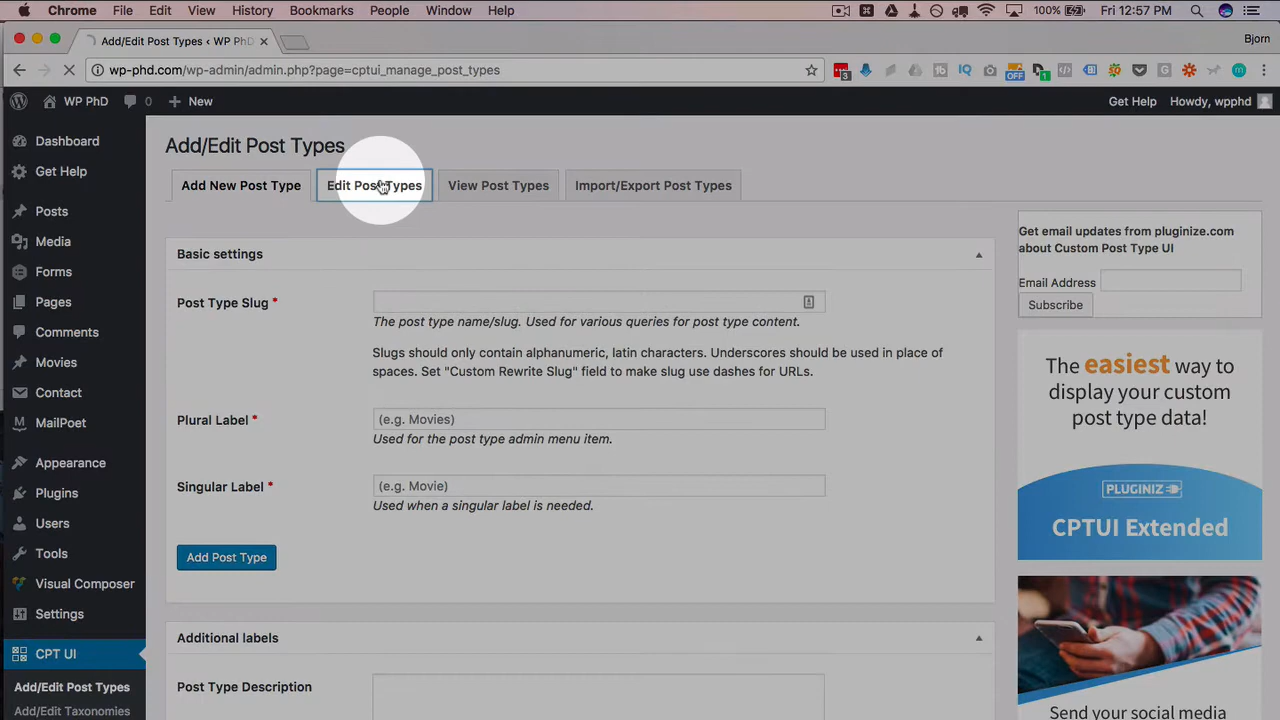 Chrome File Edit View History Bookmarks People Window Help 100% Fri 12:57 PM
Add/Edit Post Types ‹ WP PhD Bjorn
wp-phd.com/wp-admin/admin.php?page=cptui_manage_post_types 3 OFF 1
WP PhD 0 New Get Help Howdy, wpphd
Dashboard
Get Help
Posts
Media
Forms
Pages
Comments
Movies
Contact
MailPoet
Appearance
Plugins
Users
Tools
Visual Composer
Settings
CPT UI
Add/Edit Post Types
Add/Edit Taxonomies
Add/Edit Post Types
Add New Post Type Edit Post Types View Post Types Import/Export Post Types
Basic settings
Post Type Slug *
The post type name/slug. Used for various queries for post type content.
Slugs should only contain alphanumeric, latin characters. Underscores should be used in place of
spaces. Set "Custom Rewrite Slug" field to make slug use dashes for URLs.
Plural Label * (e.g. Movies)
Used for the post type admin menu item.
Singular Label * (e.g. Movie)
Used when a singular label is needed.
Add Post Type
Additional labels
Post Type Description
Get email updates from pluginize.com
about Custom Post Type UI
Email Address
Subscribe
The easiest way to
display your custom
post type data!
PLUGINIZ
CPTUI Extended
Send your social media